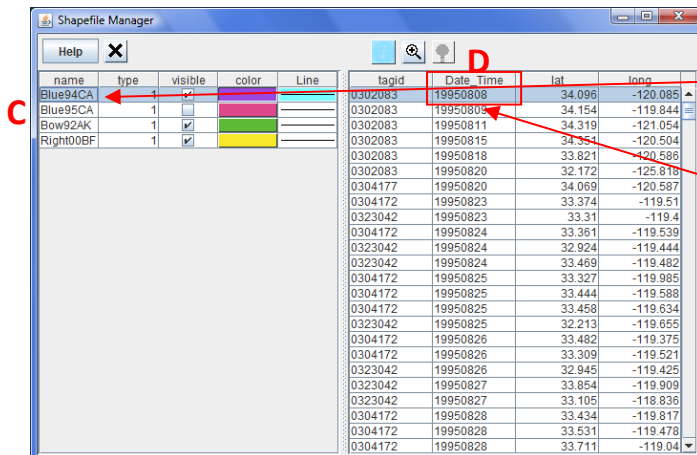 Shapefile Manager
Help
D
name type visible color Line
C
Blue94CA 1
Blue95CA 1
Bow92AK 1
Right00BF 1
tagid Date_Time lat long
0302083 19950808 34.096 -120.085
0302083 19950809 34.154 -119.844
0302083 19950811 34.319 -121.054
0302083 19950815 34.351 -120.504
0302083 19950818 33.821 -120.586
0302083 19950820 32.172 -125.818
0304177 19950820 34.069 -120.587
0304172 19950823 33.374 -119.51
0323042 19950823 33.31 -119.4
0304172 19950824 33.361 -119.539
0323042 19950824 32.924 -119.444
0323042 19950824 33.469 -119.482
0304172 19950825 33.327 -119.985
0304172 19950825 33.444 -119.588
0304172 19950825 33.458 -119.634
0323042 19950825 32.213 -119.655
0304172 19950826 33.482 -119.375
0304172 19950826 33.309 -119.521
0323042 19950826 32.945 -119.425
0323042 19950827 33.854 -119.909
0323042 19950827 33.105 -118.836
0304172 19950828 33.434 -119.817
0304172 19950828 33.531 -119.478
0304172 19950828 33.711 -119.04